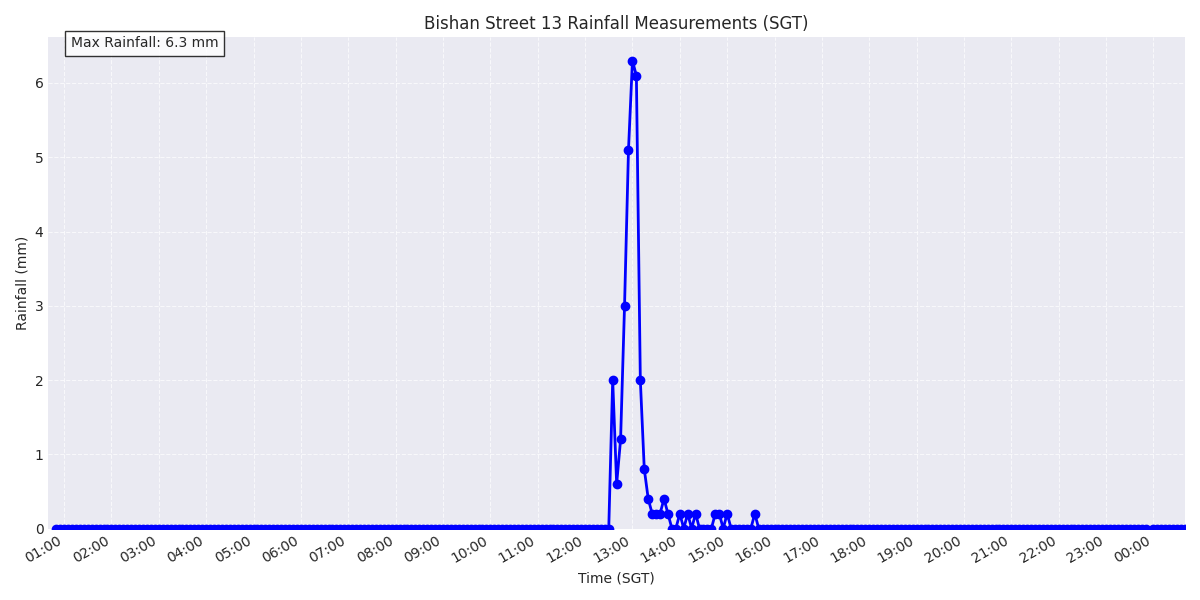 Bishan Street 13 Rainfall Measurements (SGT)
Max Rainfall: 6.3 mm
Rainfall (mm)
6
5
4
3
2
1
0
01:00 02:00 03:00 04:00 05:00 06:00 07:00 08:00 09:00 10:00 11:00 12:00 13:00 14:00 15:00 16:00 17:00 18:00 19:00 20:00 21:00 22:00 23:00 00:00
Time (SGT)